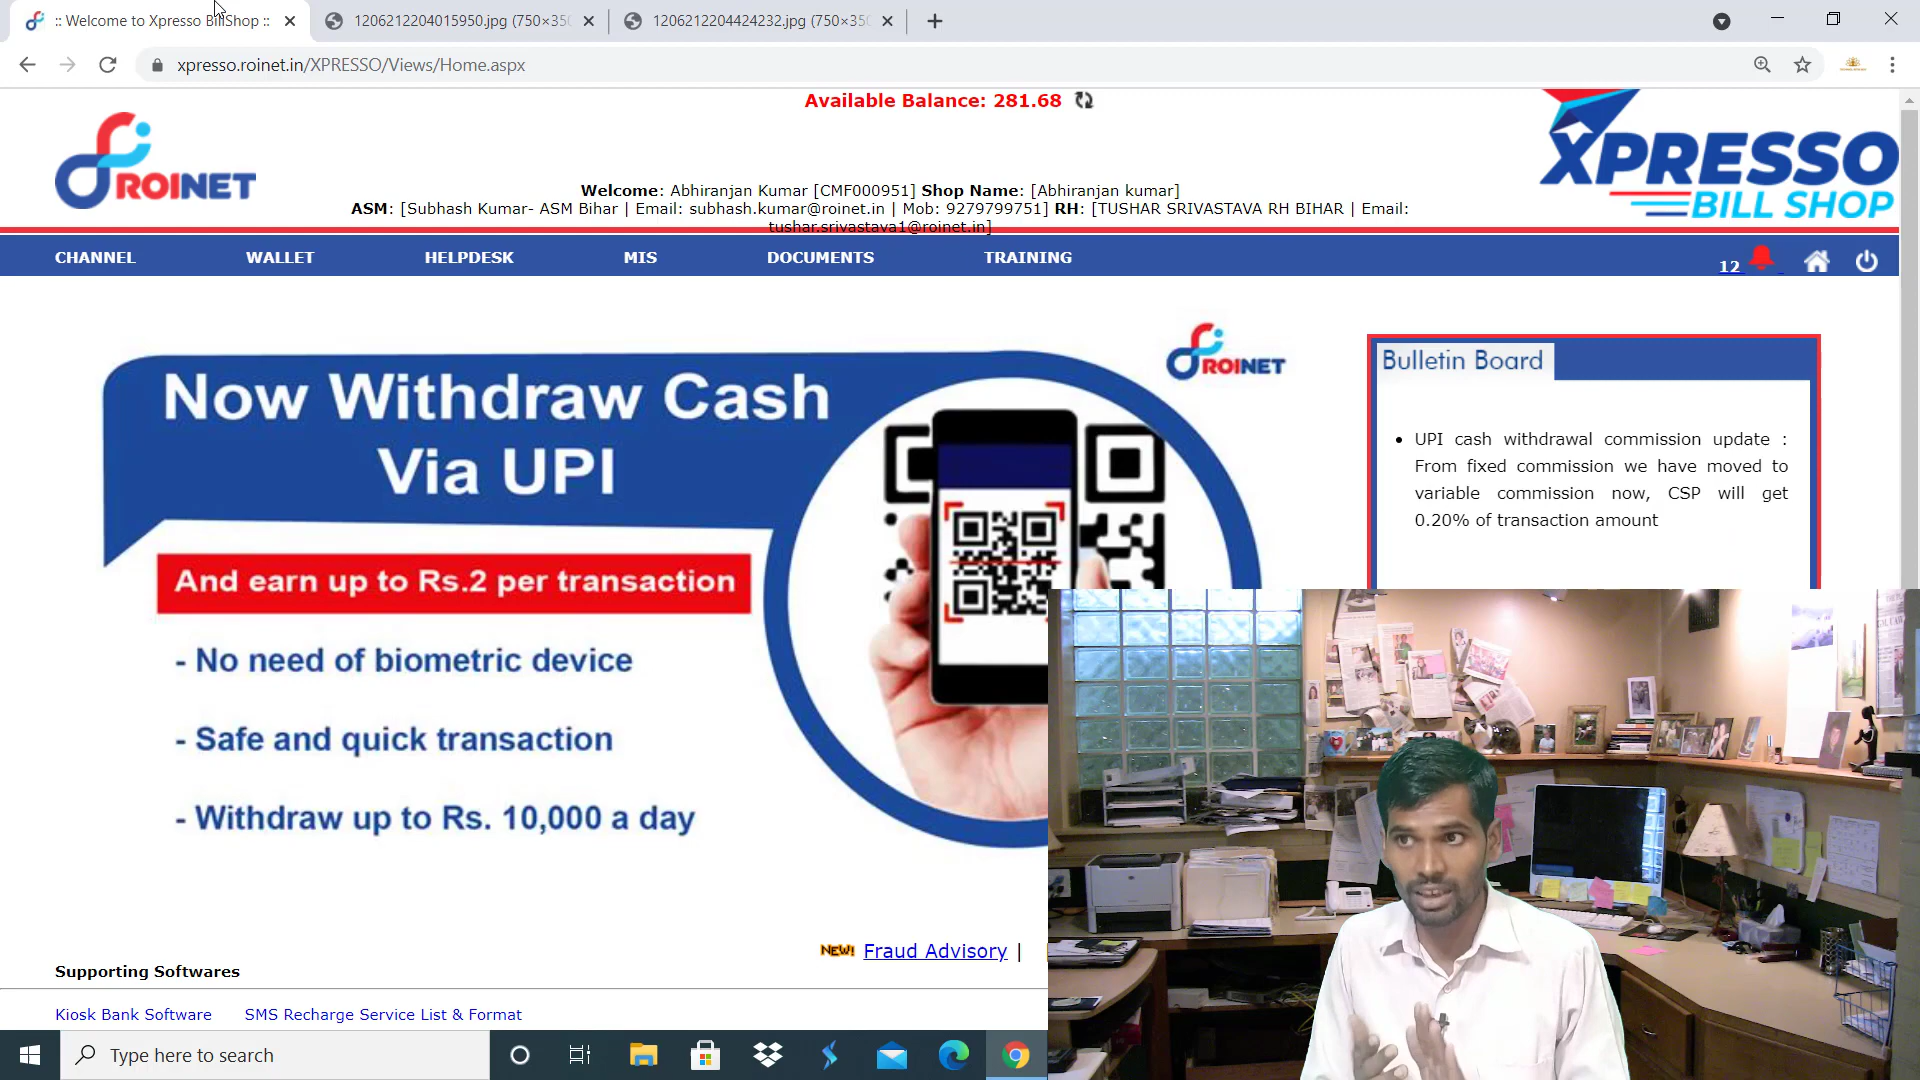 :: Welcome to Xpresso BillShop ::
1206212204015950.jpg (750×350
1206212204424232.jpg (750×350
xpresso.roinet.in/XPRESSO/Views/Home.aspx
Available Balance: 281.68
ROINET
XPRESSO
BILL SHOP
Welcome: Abhiranjan Kumar [CMF000951] Shop Name: [Abhiranjan kumar]
ASM: [Subhash Kumar- ASM Bihar | Email: subhash.kumar@roinet.in | Mob: 9279799751] RH: [TUSHAR SRIVASTAVA RH BIHAR | Email:
tushar.srivastava1@roinet.in]
CHANNEL WALLET HELPDESK MIS DOCUMENTS TRAINING 12
ROINET
Now Withdraw Cash
Via UPI
And earn up to Rs.2 per transaction
- No need of biometric device
- Safe and quick transaction
- Withdraw up to Rs. 10,000 a day
Bulletin Board
• UPI cash withdrawal commission update :
From fixed commission we have moved to
variable commission now, CSP will get
0.20% of transaction amount
NEW! Fraud Advisory |
Supporting Softwares
Kiosk Bank Software SMS Recharge Service List & Format
Type here to search